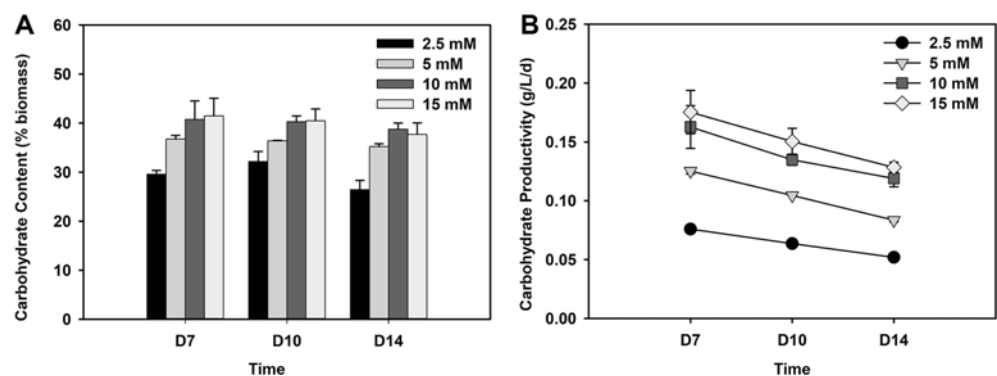 A
Carbohydrate Content (% biomass)
60
50
40
30
20
10
0
2.5 mM
5 mM
10 mM
15 mM
D7
D10
D14
Time
B
Carbohydrate Productivity (g/L/d)
0.25
0.20
0.15
0.10
0.05
0.00
2.5 mM
5 mM
10 mM
15 mM
D7
D10
D14
Time